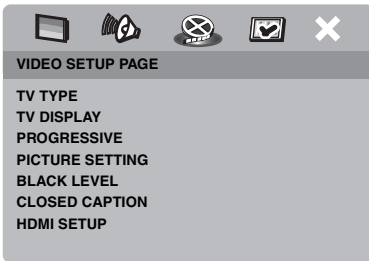 VIDEO SETUP PAGE
TV TYPE
TV DISPLAY
PROGRESSIVE
PICTURE SETTING
BLACK LEVEL
CLOSED CAPTION
HDMI SETUP